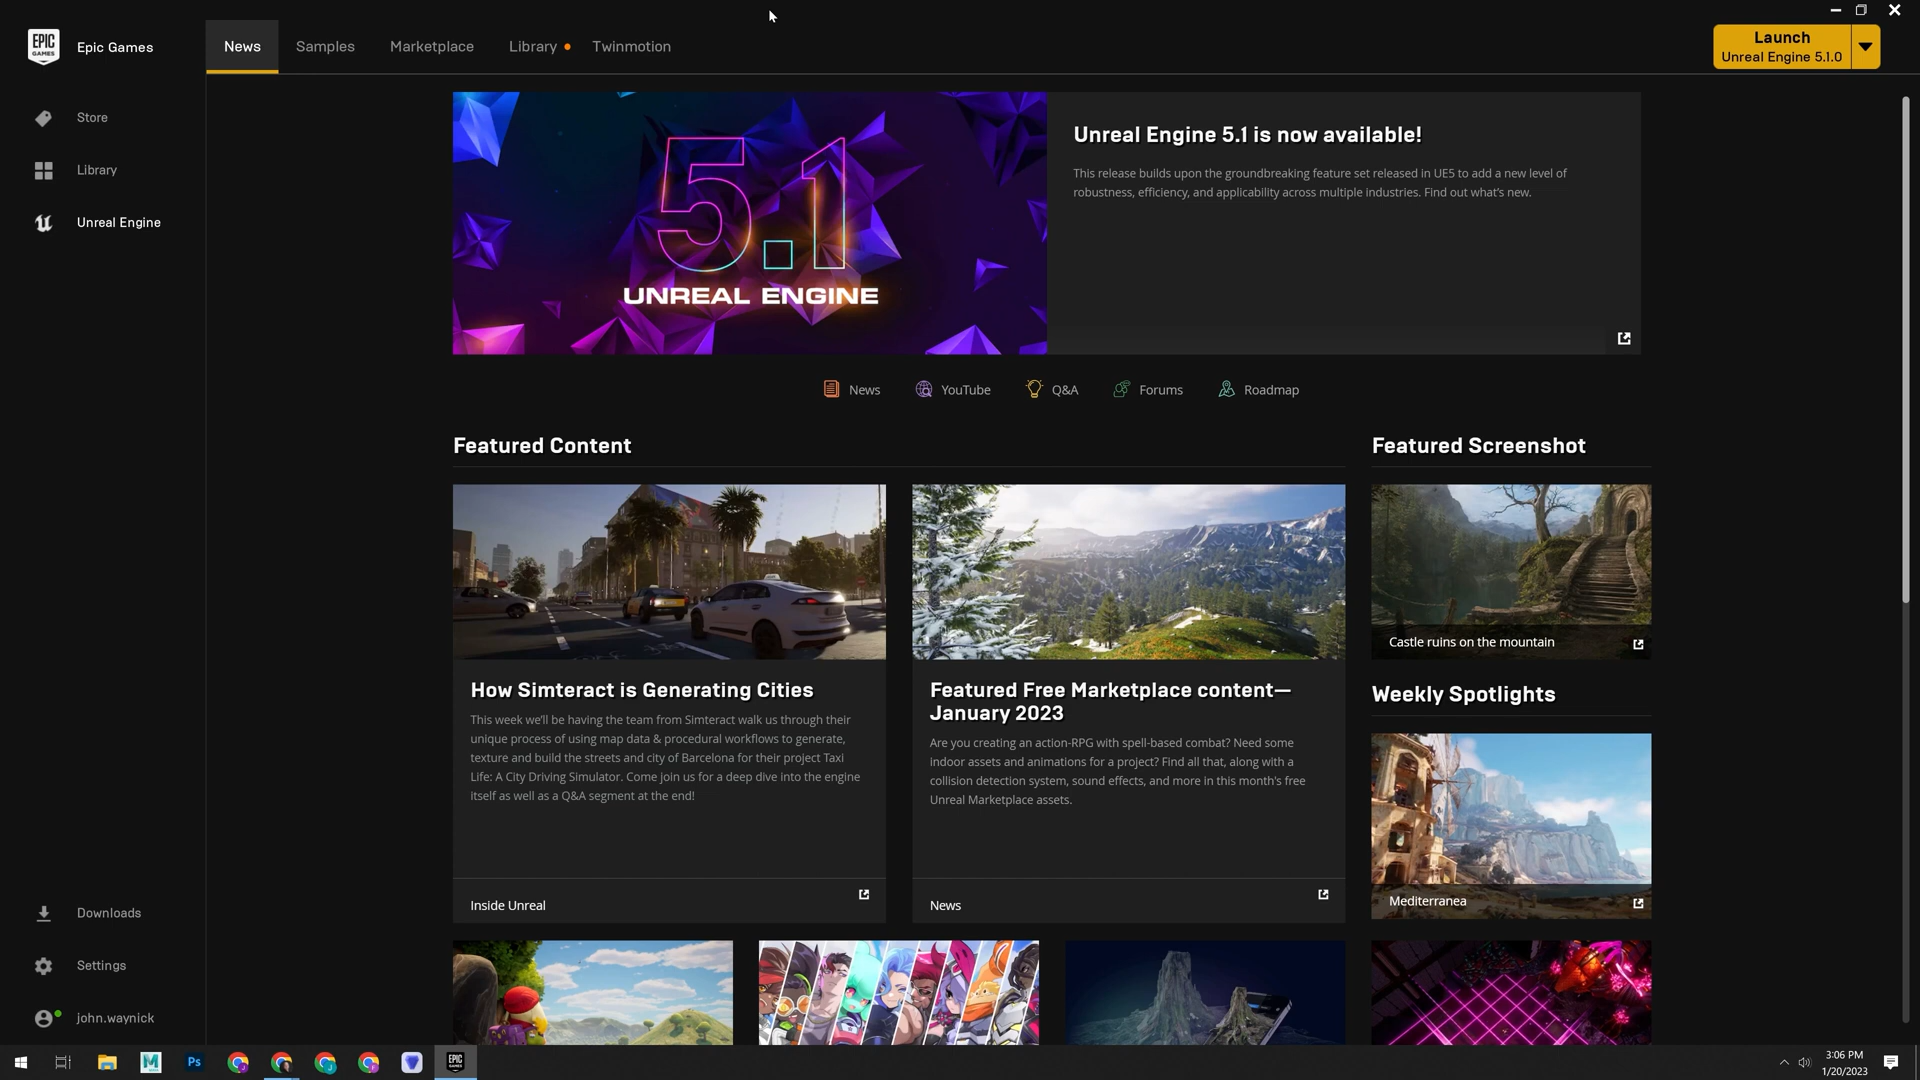 EPIC
GAMES
Epic Games
News
Samples
Marketplace
Library
Twinmotion
Launch
Unreal Engine 5.1.0
Store
Library
Unreal Engine
5.1
UNREAL ENGINE
Unreal Engine 5.1 is now available!
This release builds upon the groundbreaking feature set released in UE5 to add a new level of
robustness, efficiency, and applicability across multiple industries. Find out what's new.
News
YouTube
Q&A
Forums
Roadmap
Featured Content
Featured Screenshot
Castle ruins on the mountain
How Simteract is Generating Cities
This week we'll be having the team from Simteract walk us through their
unique process of using map data & procedural workflows to generate,
texture and build the streets and city of Barcelona for their project Taxi
Life: A City Driving Simulator. Come join us for a deep dive into the engine
itself as well as a Q&A segment at the end!
Inside Unreal
Featured Free Marketplace content—
January 2023
Are you creating an action-RPG with spell-based combat? Need some
indoor assets and animations for a project? Find all that, along with a
collision detection system, sound effects, and more in this month's free
Unreal Marketplace assets.
News
Weekly Spotlights
Mediterranea
Downloads
Settings
john.waynick
M
Ps
EPIC
GAMES
3:06 PM
1/20/2023